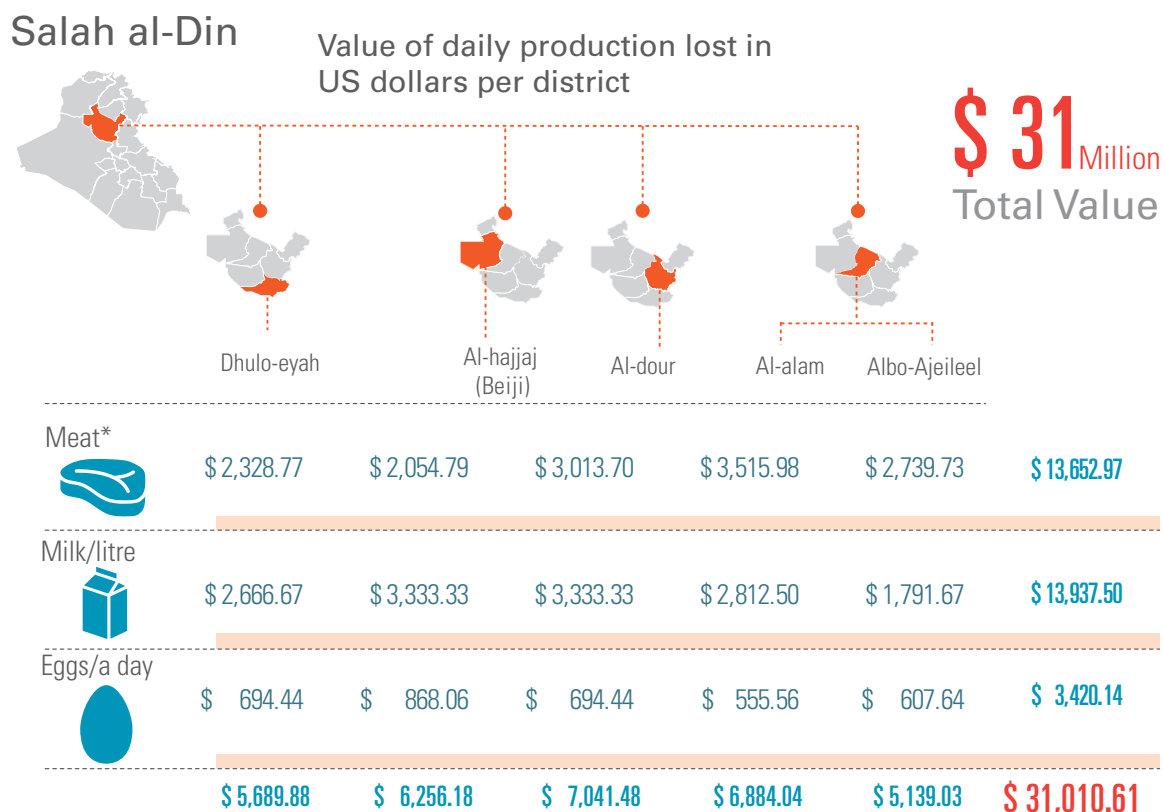 Salah al-Din
Value of daily production lost in
US dollars per district
$ 31 Million
Total Value
Dhulo-eyah
Al-hajjaj
(Beiji)
Al-dour
Al-alam
Albo-Ajeileel
Meat*
$ 2,328.77 $ 2,054.79 $ 3,013.70 $ 3,515.98 $ 2,739.73 $ 13,652.97
Milk/litre
$ 2,666.67 $ 3,333.33 $ 3,333.33 $ 2,812.50 $ 1,791.67 $ 13,937.50
Eggs/a day
$ 694.44 $ 868.06 $ 694.44 $ 555.56 $ 607.64 $ 3,420.14
$ 5,689.88 $ 6,256.18 $ 7,041.48 $ 6,884.04 $ 5,139.03 $ 31,010.61